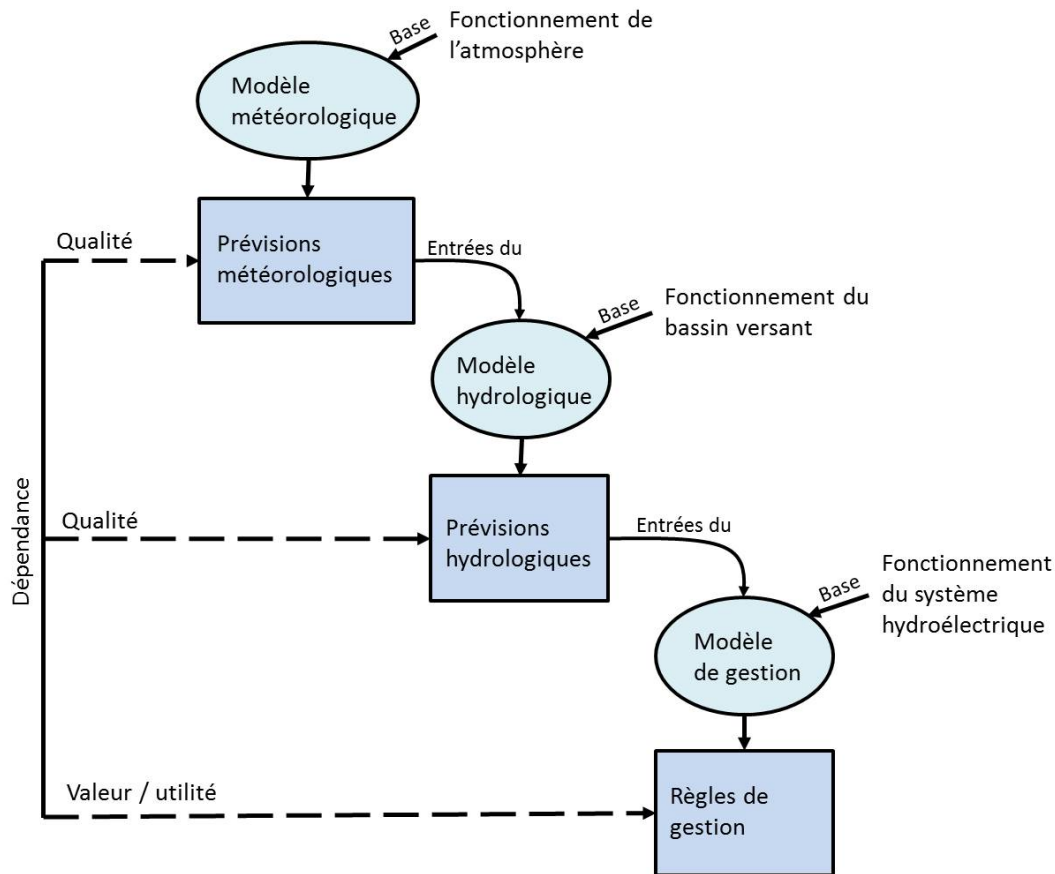 Base
Fonctionnement de
l'atmosphère
Modèle
météorologique
Qualité
Prévisions
météorologiques
Entrées du
Base
Fonctionnement du
bassin versant
Modèle
hydrologique
Dépendance
Qualité
Prévisions
hydrologiques
Entrées du
Base
Fonctionnement
du système
hydroélectrique
Modèle
de gestion
Valeur / utilité
Règles de
gestion